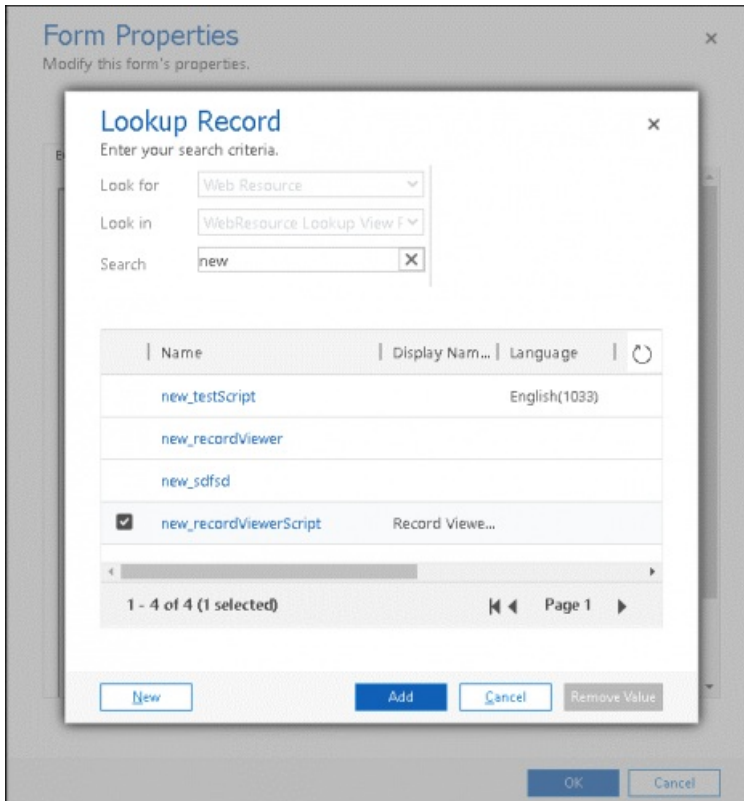 Form Properties
Modify this form's properties.
Lookup Record
Enter your search criteria.
Look for Web Resource
Look in WebResource Lookup View
Search new
Name Display Nam... Language
new_testScript English(1033)
new_recordViewer
new_sdfsd
new_recordViewerScript Record Viewe...
1 - 4 of 4 (1 selected) Page 1
New Add Cancel Remove Value
OK Cancel